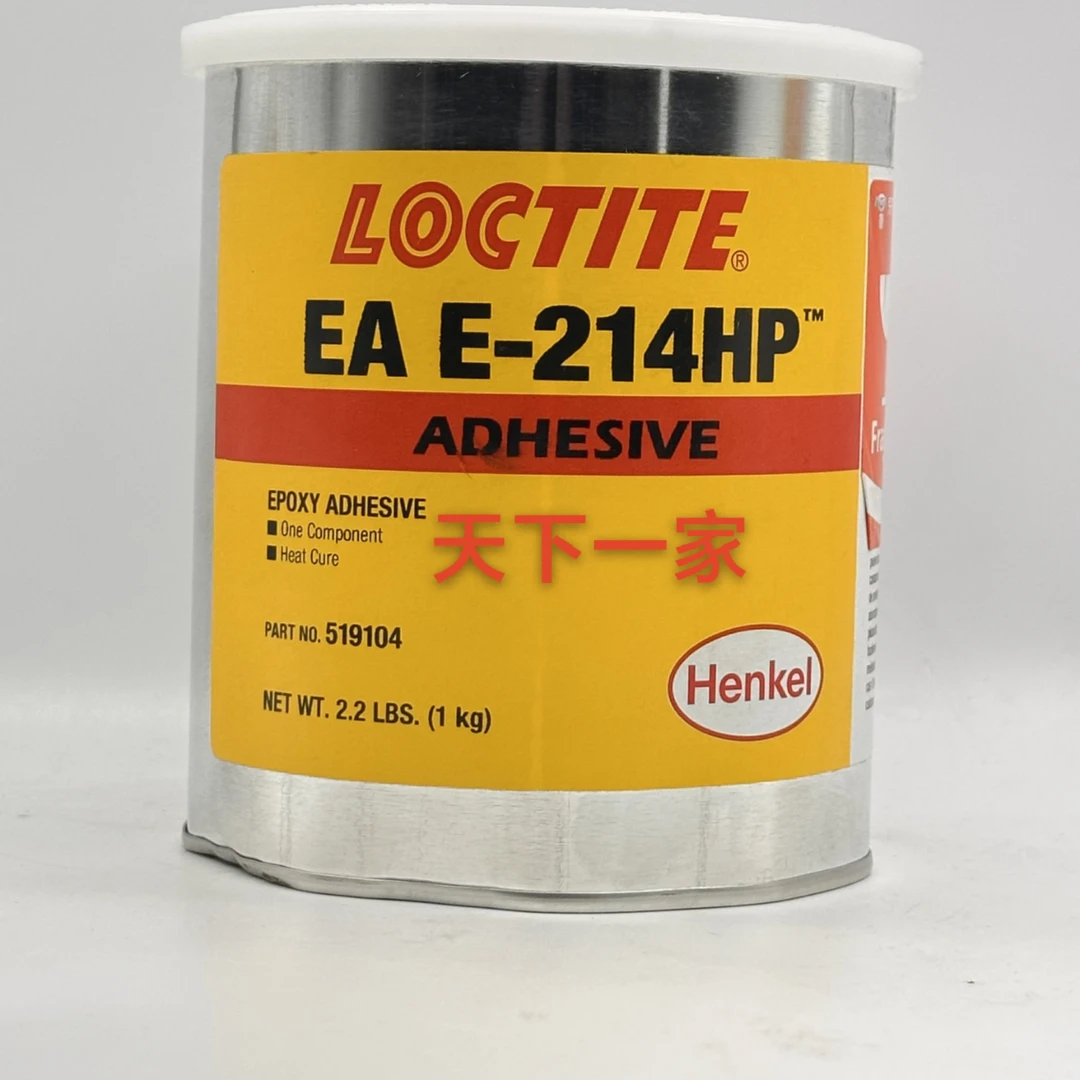 LOCTITE®
EA E-214HP™
ADHESIVE
EPOXY ADHESIVE
■ One Component
■ Heat Cure
天下一家
PART NO. 519104
NET WT. 2.2 LBS. (1 kg)
Henkel